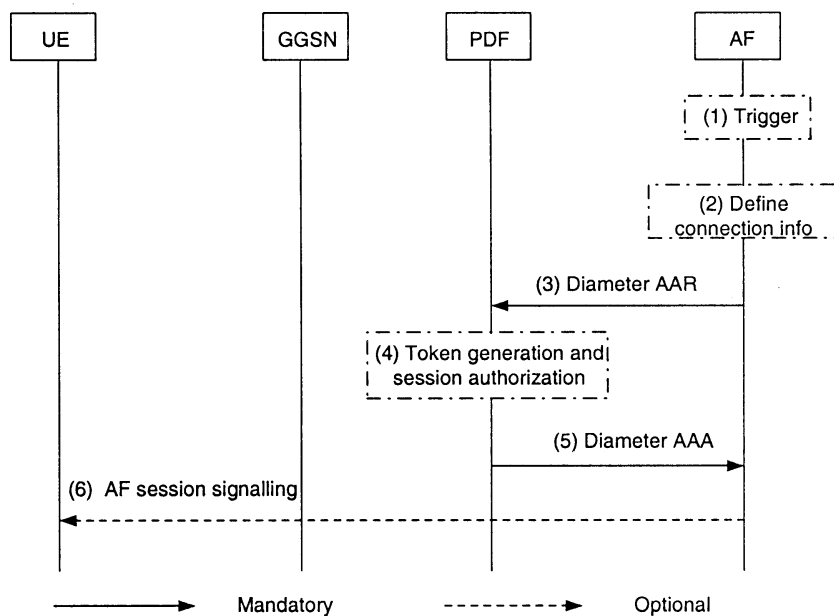 UE
GGSN
PDF
AF
(1) Trigger
(2) Define
connection info
(3) Diameter AAR
(4) Token generation and
session authorization
(5) Diameter AAA
(6) AF session signalling
Mandatory
Optional